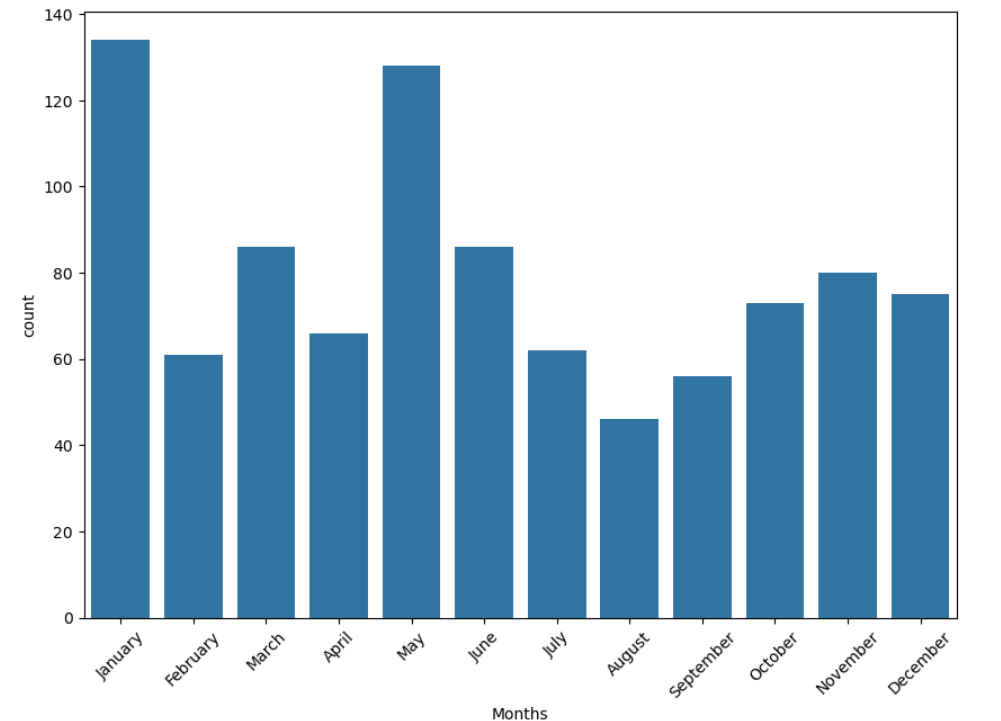 140
120
100
80
60
40
20
0
count
January
February
March
April
May
June
July
August
September
October
November
December
Months